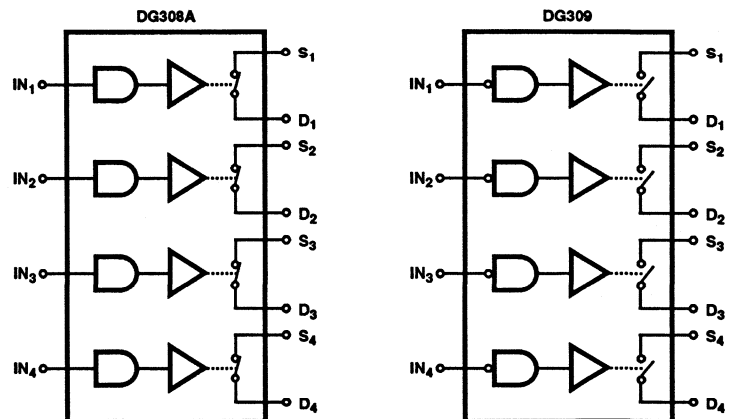 DG308A
IN1
S1
D1
IN2
S2
D2
IN3
S3
D3
IN4
S4
D4
DG309
IN1
S1
D1
IN2
S2
D2
IN3
S3
D3
IN4
S4
D4